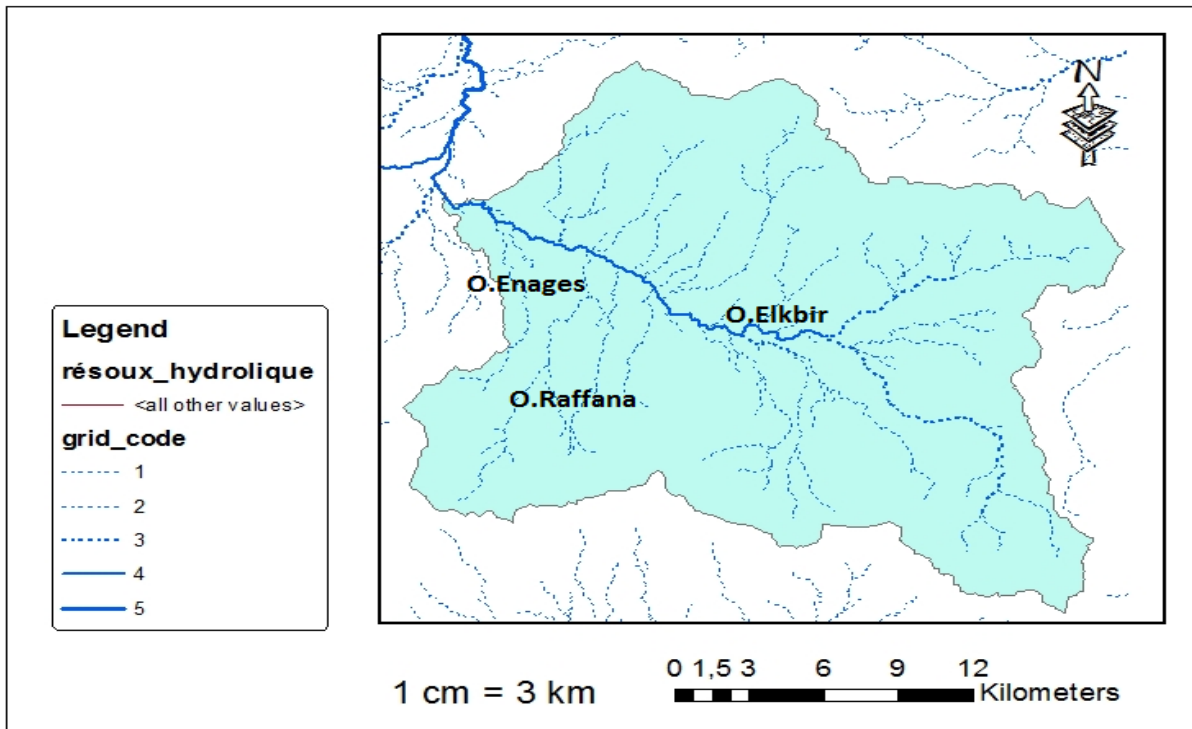 N
O.Enages
O.Elkbir
O.Raffana
Legend
résoux_hydrolique
<all other values>
grid_code
1
2
3
4
5
1 cm = 3 km
0 1,5 3 6 9 12
Kilometers